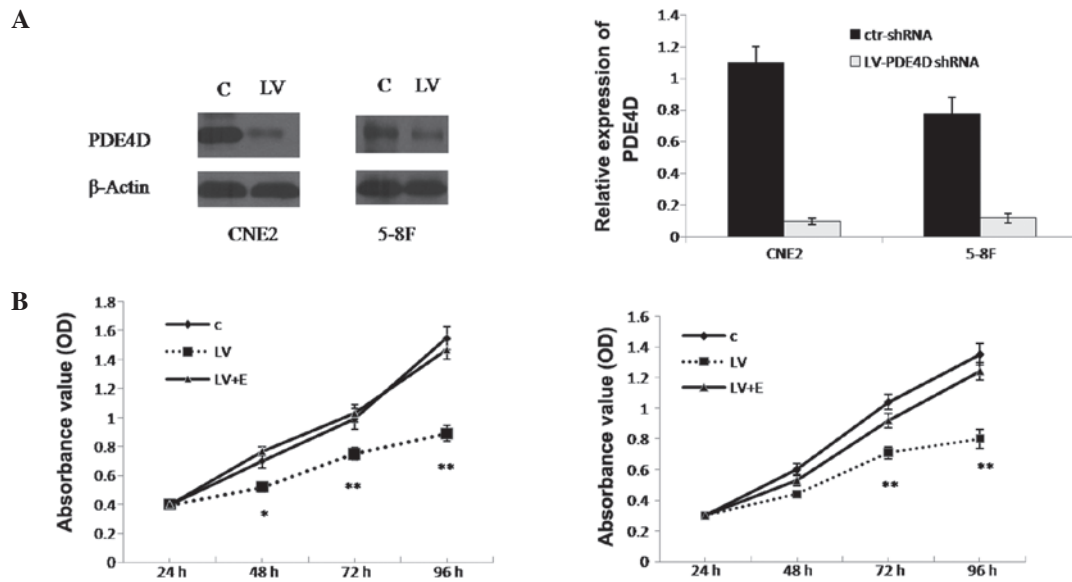 A
C LV
C LV
PDE4D
β-Actin
CNE2
5-8F
Relative expression of
PDE4D
1.4
1.2
1
0.8
0.6
0.4
0.2
0
ctr-shRNA
LV-PDE4D shRNA
CNE2
5-8F
B
Absorbance value (OD)
1.8
1.6
1.4
1.2
1
0.8
0.6
0.4
0.2
0
c
LV
LV+E
*
**
**
24 h 48 h 72 h 96 h
Absorbance value (OD)
1.6
1.4
1.2
1
0.8
0.6
0.4
0.2
0
c
LV
LV+E
**
**
24 h 48 h 72 h 96 h